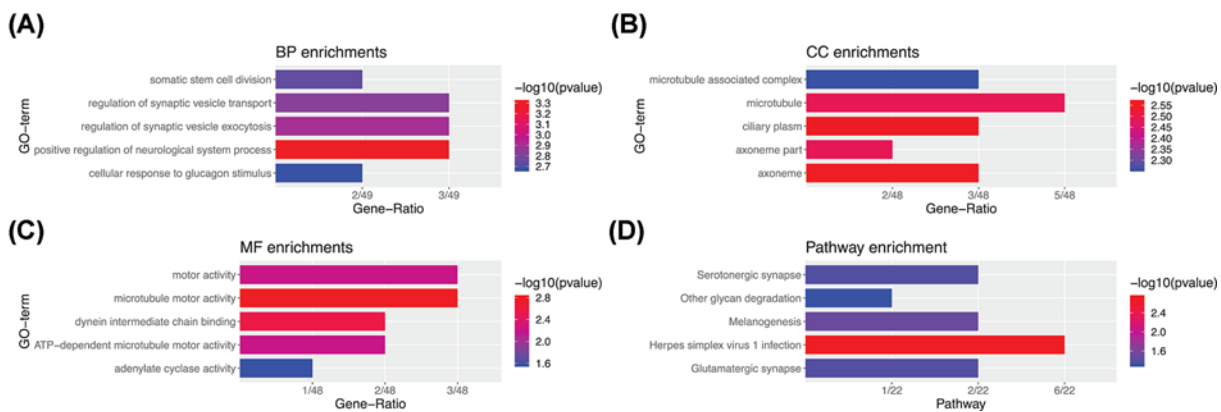 (A)
BP enrichments
GO-term
somatic stem cell division
regulation of synaptic vesicle transport
regulation of synaptic vesicle exocytosis
positive regulation of neurological system process
cellular response to glucagon stimulus
2/49 3/49
Gene-Ratio
-log10(pvalue)
3.3
3.2
3.1
3.0
2.9
2.8
2.7
(B)
CC enrichments
GO-term
microtubule associated complex
microtubule
ciliary plasm
axoneme part
axoneme
2/48 3/48 5/48
Gene-Ratio
-log10(pvalue)
2.55
2.50
2.45
2.40
2.35
2.30
(C)
MF enrichments
GO-term
motor activity
microtubule motor activity
dynein intermediate chain binding
ATP-dependent microtubule motor activity
adenylate cyclase activity
1/48 2/48 3/48
Gene-Ratio
-log10(pvalue)
2.8
2.4
2.0
1.6
(D)
Pathway enrichment
Serotonergic synapse
Other glycan degradation
Melanogenesis
Herpes simplex virus 1 infection
Glutamatergic synapse
1/22 2/22 6/22
Pathway
-log10(pvalue)
2.4
2.0
1.6